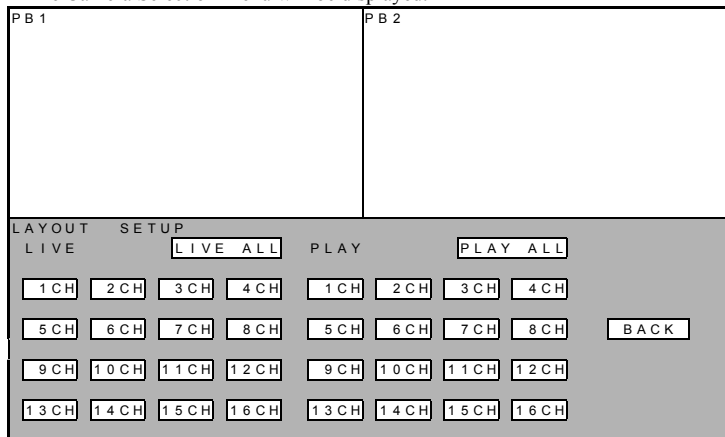 PB1 PB2
LAYOUT SETUP
LIVE LIVE ALL PLAY PLAY ALL
1CH 2CH 3CH 4CH 1CH 2CH 3CH 4CH
5CH 6CH 7CH 8CH 5CH 6CH 7CH 8CH BACK
9CH 10CH 11CH 12CH 9CH 10CH 11CH 12CH
13CH 14CH 15CH 16CH 13CH 14CH 15CH 16CH